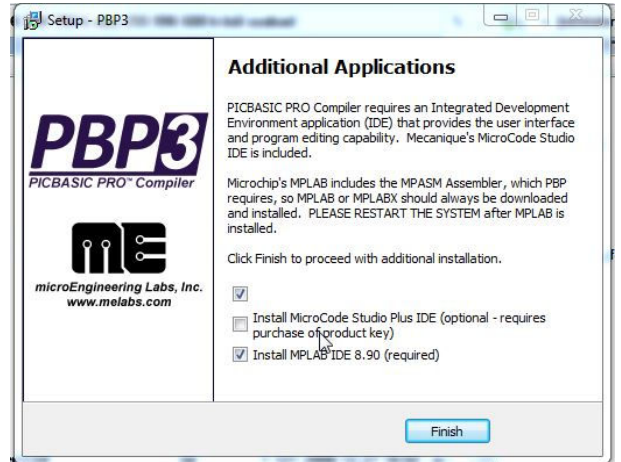 Setup - PBP3
Additional Applications
PICBASIC PRO Compiler requires an Integrated Development
Environment application (IDE) that provides the user interface
and program editing capability. Mecanique's MicroCode Studio
IDE is included.
Microchip's MPLAB includes the MPASM Assembler, which PBP
requires, so MPLAB or MPLABX should always be downloaded
and installed. PLEASE RESTART THE SYSTEM after MPLAB is
installed.
Click Finish to proceed with additional installation.
Install MicroCode Studio Plus IDE (optional - requires
purchase of product key)
Install MPLAB IDE 8.90 (required)
PBP3
PICBASIC PRO™ Compiler
mE
microEngineering Labs, Inc.
www.melabs.com
Finish